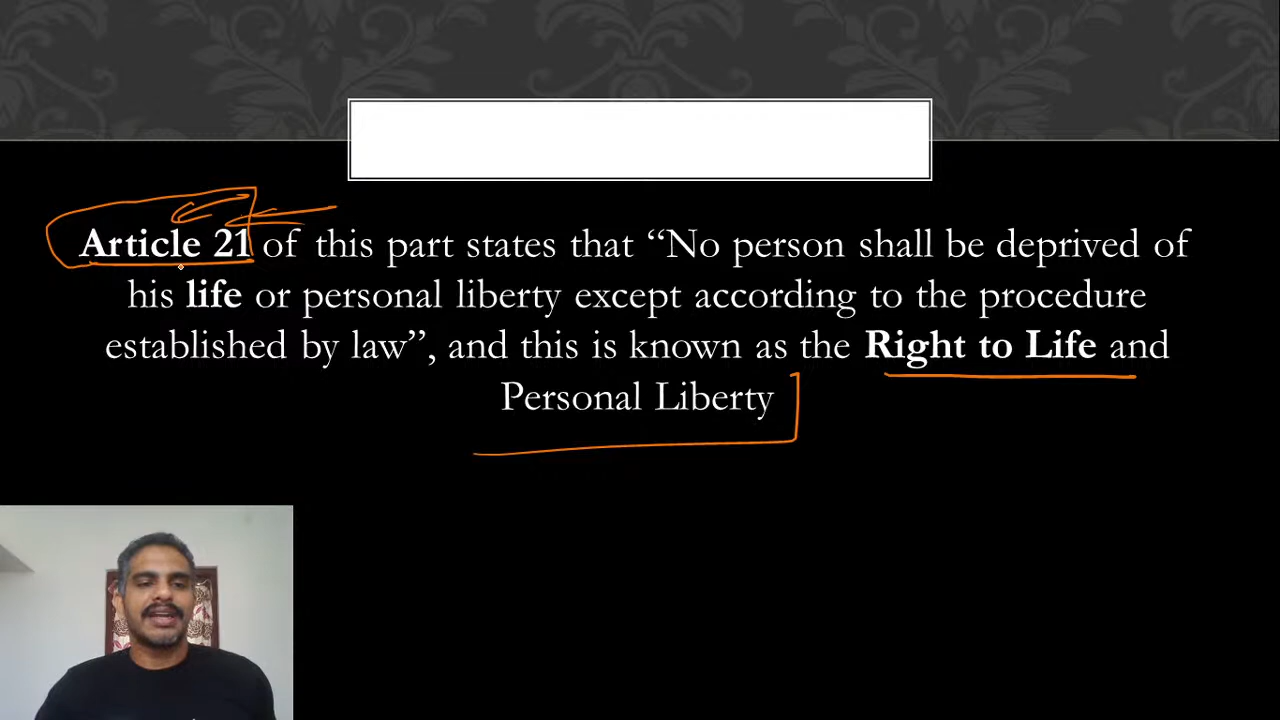 Article 21 of this part states that “No person shall be deprived of
his life or personal liberty except according to the procedure
established by law”, and this is known as the Right to Life and
Personal Liberty